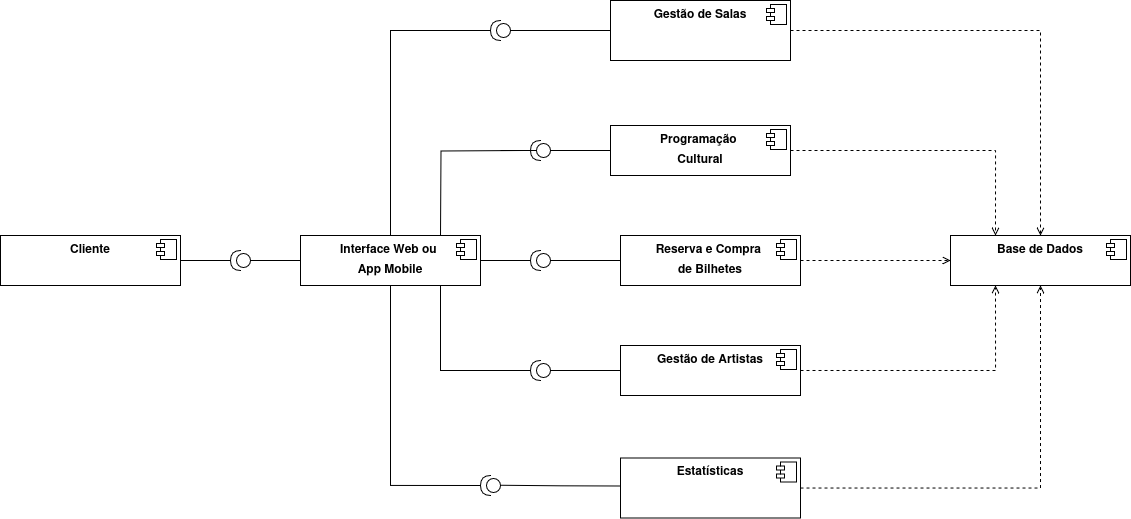 Gestão de Salas
Programação
Cultural
Cliente
Interface Web ou
App Mobile
Reserva e Compra
de Bilhetes
Base de Dados
Gestão de Artistas
Estatísticas